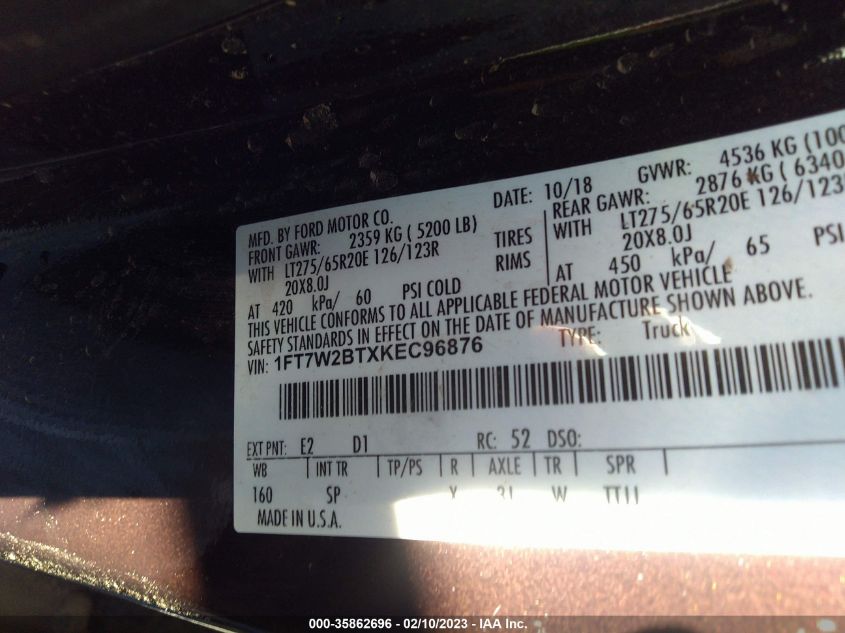 MFD. BY FORD MOTOR CO. DATE: 10/18 GVWR: 4536 KG (100
FRONT GAWR: 2359 KG ( 5200 LB) REAR GAWR: 2876 KG ( 6340
WITH LT275/65R20E 126/123R TIRES WITH LT275/65R20E 126/123R
20X8.0J RIMS 20X8.0J
AT 420 kPa/ 60 PSI COLD AT 450 kPa/ 65 PSI
THIS VEHICLE CONFORMS TO ALL APPLICABLE FEDERAL MOTOR VEHICLE
SAFETY STANDARDS IN EFFECT ON THE DATE OF MANUFACTURE SHOWN ABOVE.
VIN: 1FT7W2BTXKEC96876 TYPE: Truck
EXT PNT: E2 D1 RC: 52 DSO:
WB INT TR TP/PS R AXLE TR SPR
160 SP 31 W TT11
MADE IN U.S.A.
000-35862696 - 02/10/2023 - IAA Inc.